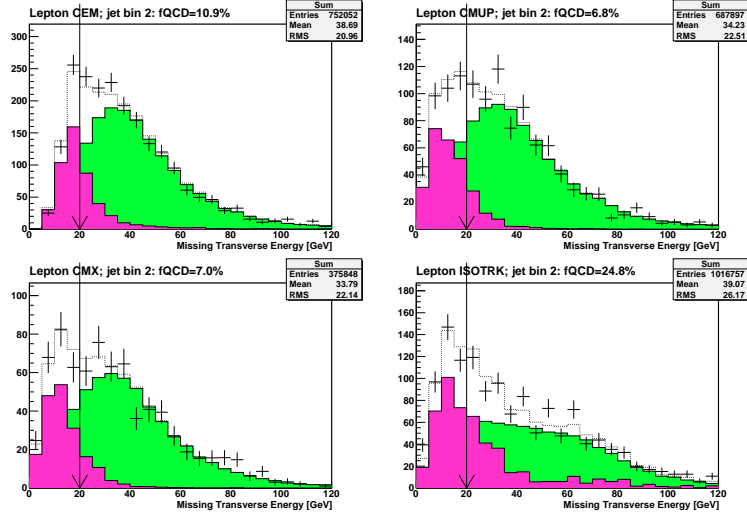 Lepton CEM; jet bin 2: fQCD=10.9%
Sum
Entries 752052
Mean 38.69
RMS 20.96
300
250
200
150
100
50
0
0 20 40 60 80 100 120
Missing Transverse Energy [GeV]
Lepton CMUP; jet bin 2: fQCD=6.8%
Sum
Entries 687897
Mean 34.23
RMS 22.51
140
120
100
80
60
40
20
0
0 20 40 60 80 100 120
Missing Transverse Energy [GeV]
Lepton CMX; jet bin 2: fQCD=7.0%
Sum
Entries 375848
Mean 33.79
RMS 22.14
100
80
60
40
20
0
0 20 40 60 80 100 120
Missing Transverse Energy [GeV]
Lepton ISOTRK; jet bin 2: fQCD=24.8%
Sum
Entries 1016757
Mean 39.07
RMS 26.17
180
160
140
120
100
80
60
40
20
0
0 20 40 60 80 100 120
Missing Transverse Energy [GeV]